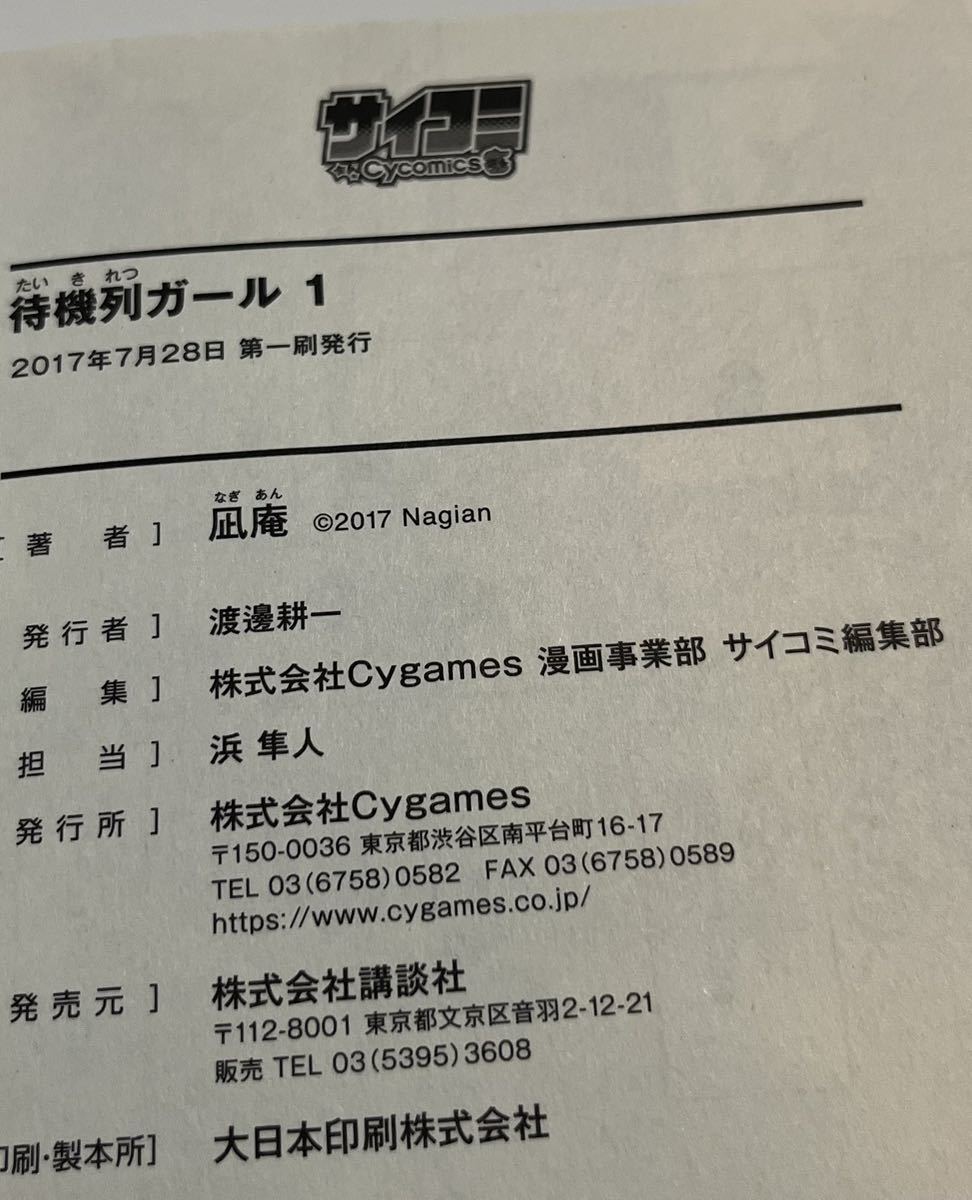 サイコミ
Cycomics
たいきれつ
待機列ガール 1
2017年7月28日 第一刷発行
なぎ あん
著 者] 凪庵 ©2017 Nagian
発行者] 渡邊耕一
編 集] 株式会社Cygames 漫画事業部 サイコミ編集部
担 当] 浜 隼人
発行所] 株式会社Cygames
〒150-0036 東京都渋谷区南平台町16-17
TEL 03(6758)0582 FAX 03(6758)0589
https://www.cygames.co.jp/
発売元] 株式会社講談社
〒112-8001 東京都文京区音羽2-12-21
販売 TEL 03(5395)3608
印刷・製本所] 大日本印刷株式会社